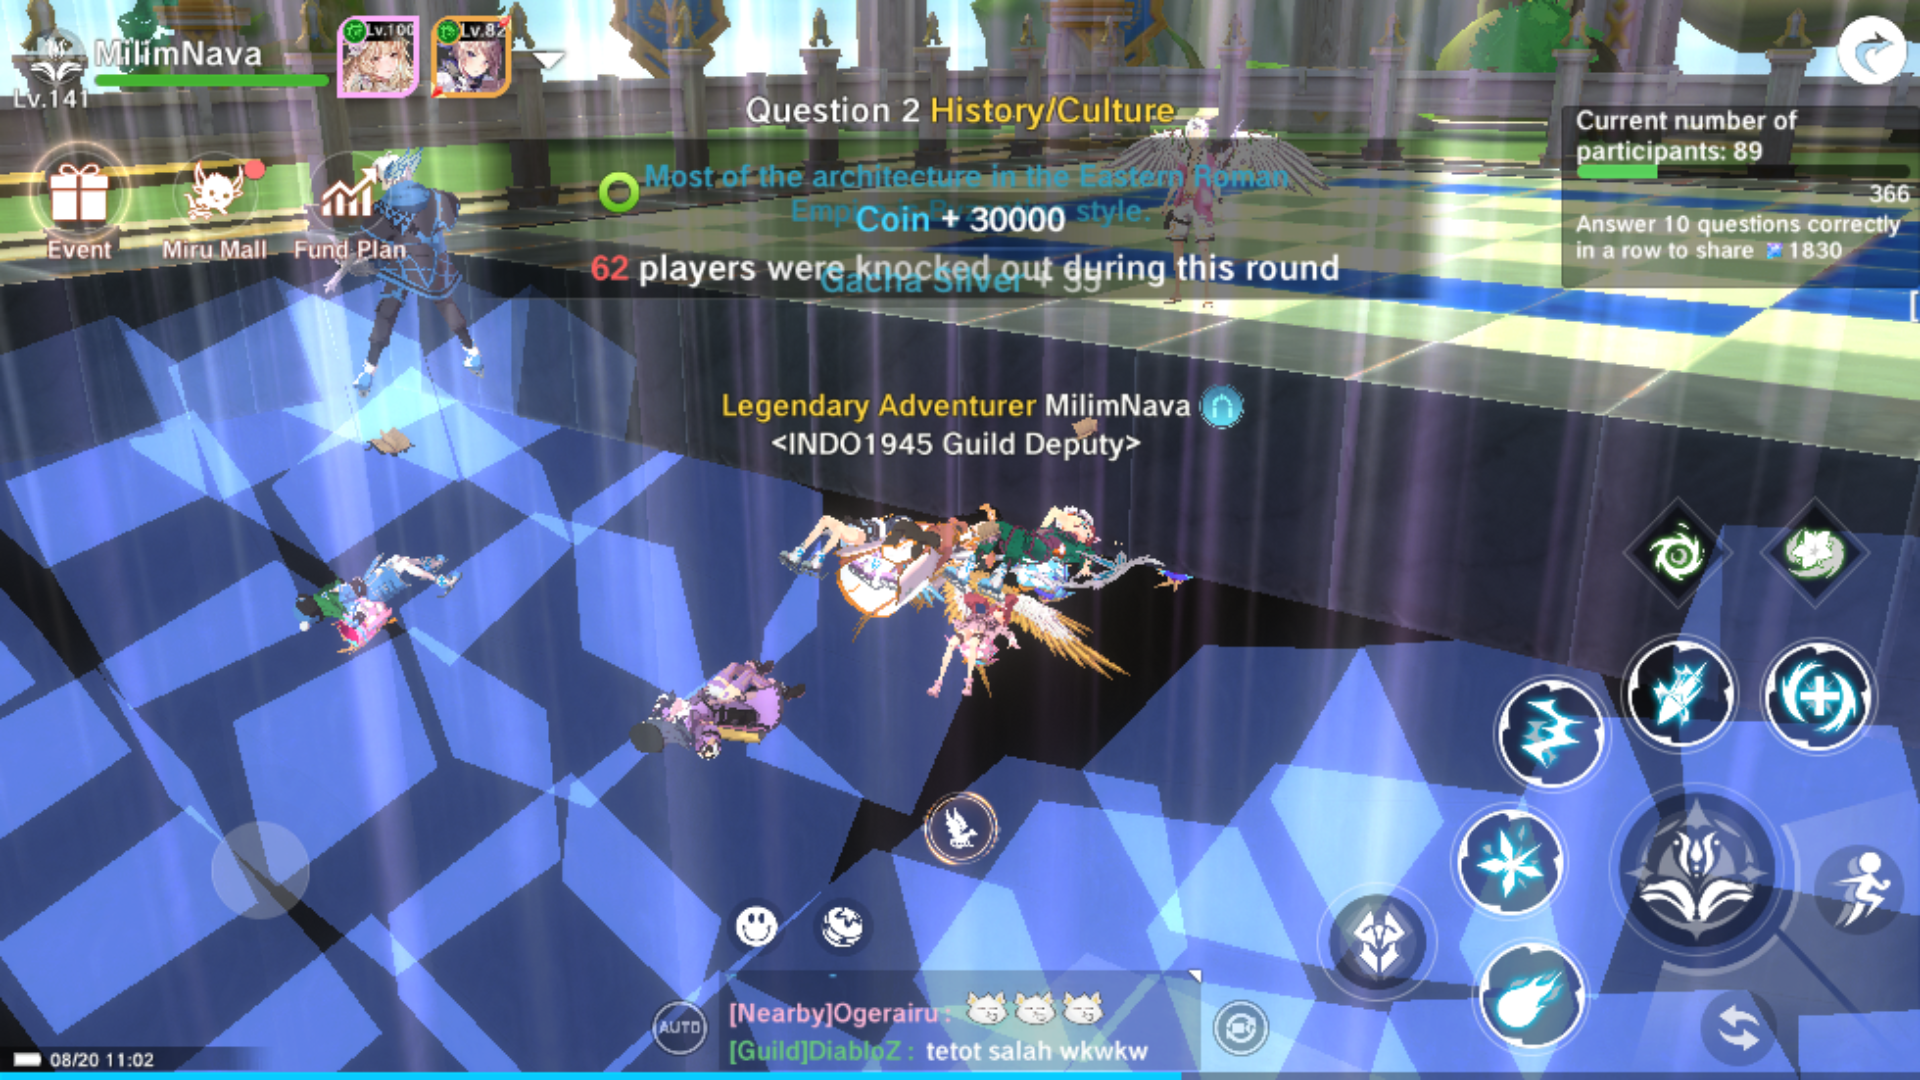 MilimNava
Lv.141
Lv.100
Lv.82
Question 2 History/Culture
Most of the architecture in the Eastern Roman
style.
Coin + 30000
62 players were knocked out during this round
Gacha Silver + 39
Current number of
participants: 89
366
Answer 10 questions correctly
in a row to share 1830
Event
Miru Mall
Fund Plan
Legendary Adventurer MilimNava
<INDO1945 Guild Deputy>
AUTO
[Nearby]Ogerairu :
[Guild]DiabloZ : tetot salah wkwkw
08/20 11:02